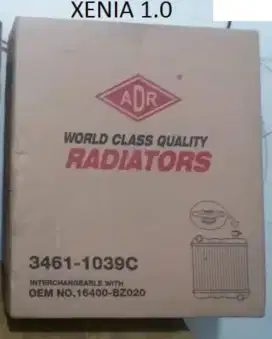 XENIA 1.0
ADR
®
WORLD CLASS QUALITY
RADIATORS
3461-1039C
INTERCHANGEABLE WITH
OEM NO.16400-BZ020